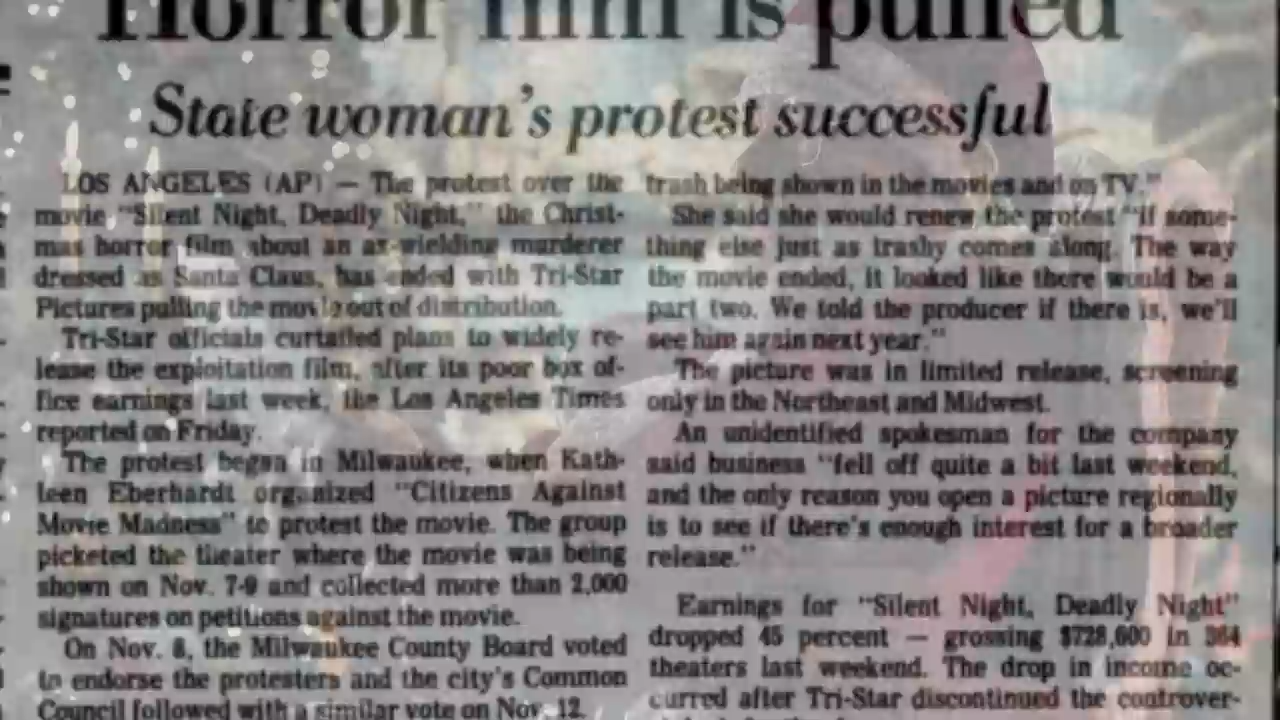 Horror film is pulled
State woman's protest successful
LOS ANGELES (AP) — The protest over the
movie "Silent Night, Deadly Night," the Christ-
mas horror film about an ax-wielding murderer
dressed as Santa Claus, has ended with Tri-Star
Pictures pulling the movie out of distribution.
Tri-Star officials curtailed plans to widely re-
lease the exploitation film, after its poor box of-
fice earnings last week, the Los Angeles Times
reported on Friday.
The protest began in Milwaukee, when Kath-
leen Eberhardt organized "Citizens Against
Movie Madness" to protest the movie. The group
picketed the theater where the movie was being
shown on Nov. 7-9 and collected more than 2,000
signatures on petitions against the movie.
On Nov. 8, the Milwaukee County Board voted
to endorse the protesters and the city's Common
Council followed with a similar vote on Nov. 12.
trash being shown in the movies and on TV."
She said she would renew the protest "if some-
thing else just as trashy comes along. The way
the movie ended, it looked like there would be a
part two. We told the producer if there is, we'll
see him again next year."
The picture was in limited release, screening
only in the Northeast and Midwest.
An unidentified spokesman for the company
said business "fell off quite a bit last weekend,
and the only reason you open a picture regionally
is to see if there's enough interest for a broader
release."
Earnings for "Silent Night, Deadly Night"
dropped 45 percent — grossing $728,600 in 364
theaters last weekend. The drop in income oc-
curred after Tri-Star discontinued the controver-